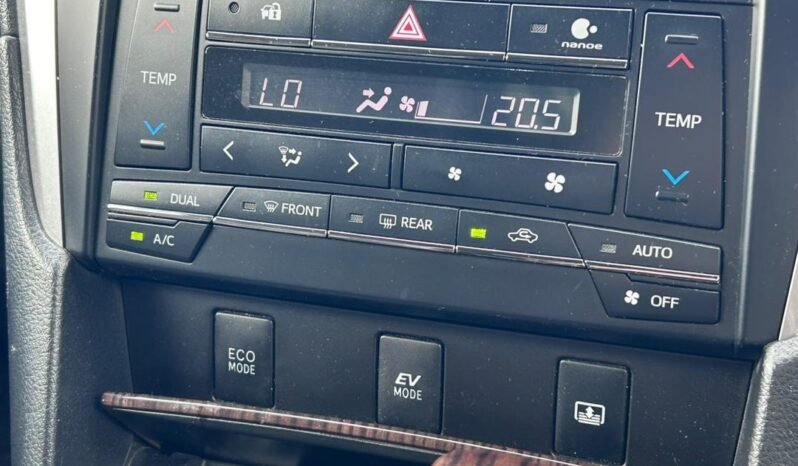 nanoe
TEMP
LO
20.5
TEMP
DUAL
FRONT
REAR
AUTO
A/C
OFF
ECO
MODE
EV
MODE